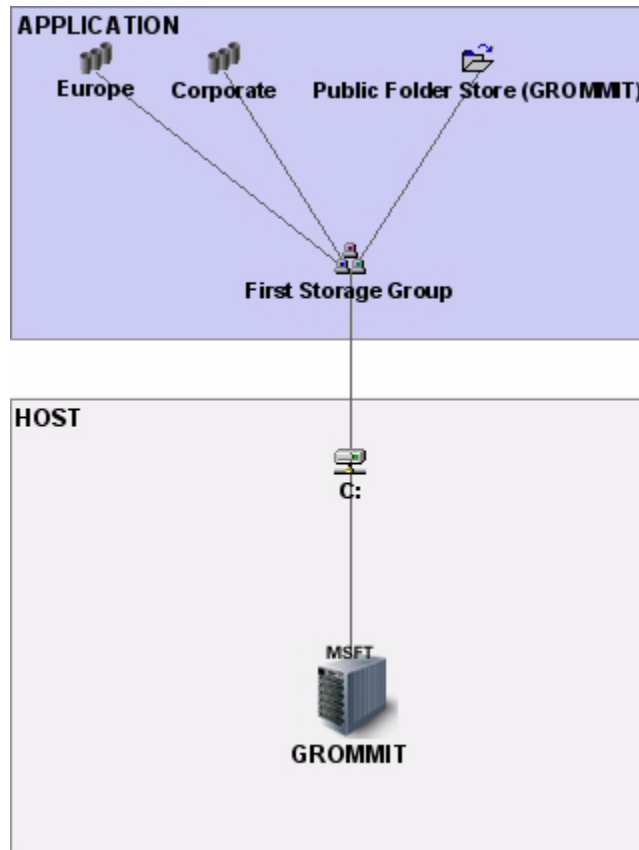 APPLICATION
Europe
Corporate
Public Folder Store (GROMMIT)
First Storage Group
HOST
C:
MSFT
GROMMIT